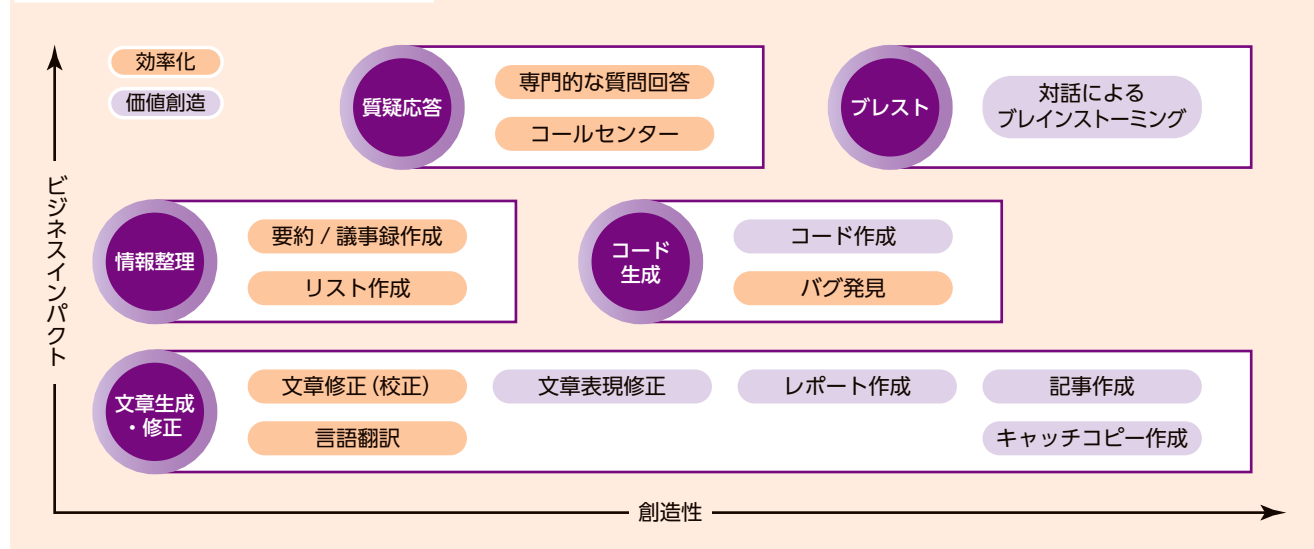 効率化
価値創造
質疑応答
専門的な質問回答
コールセンター
ブレスト
対話による
ブレインストーミング
ビジネスインパクト
情報整理
要約 / 議事録作成
リスト作成
コード
生成
コード作成
バグ発見
文章生成
・修正
文章修正（校正）
言語翻訳
文章表現修正
レポート作成
記事作成
キャッチコピー作成
創造性